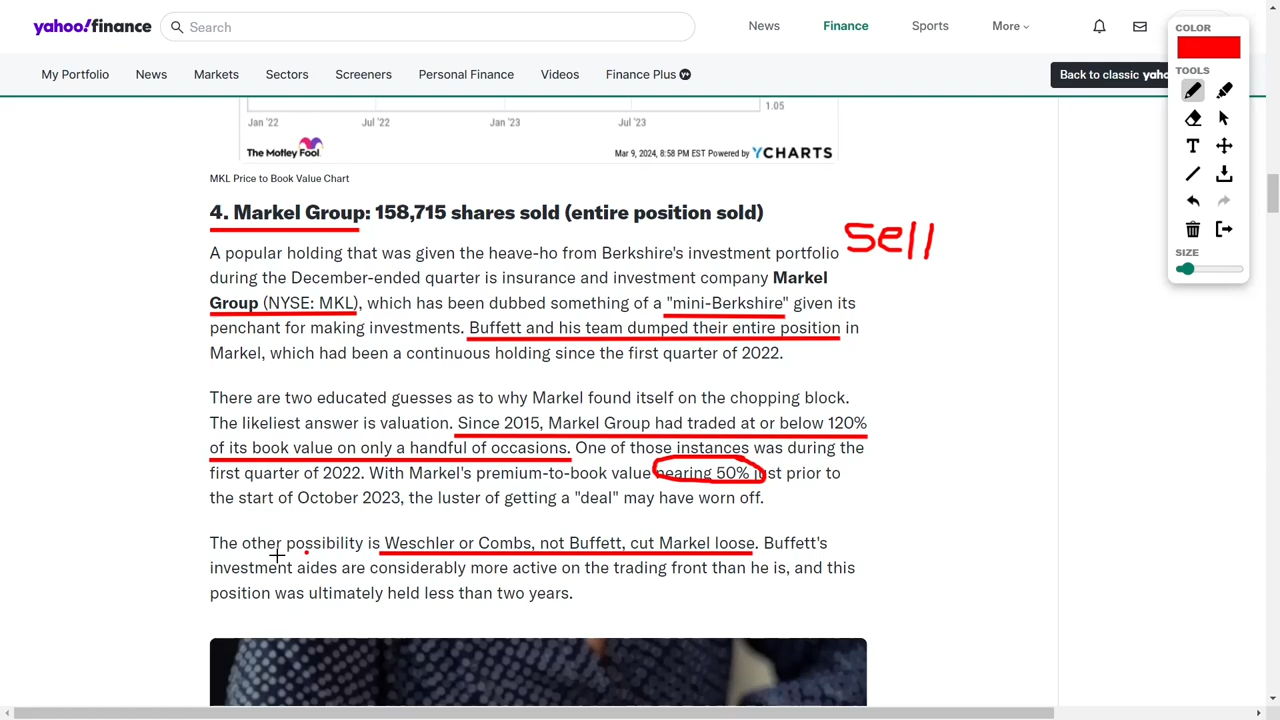 yahoo!finance
Search
News Finance Sports More
My Portfolio News Markets Sectors Screeners Personal Finance Videos Finance Plus
Back to classic yaho
COLOR
TOOLS
T
SIZE
1.05
Jan '22 Jul '22 Jan '23 Jul '23
The Motley Fool. Mar 9, 2024, 8:58 PM EST Powered by YCHARTS
MKL Price to Book Value Chart
4. Markel Group: 158,715 shares sold (entire position sold)
sell
A popular holding that was given the heave-ho from Berkshire's investment portfolio
during the December-ended quarter is insurance and investment company Markel
Group (NYSE: MKL), which has been dubbed something of a "mini-Berkshire" given its
penchant for making investments. Buffett and his team dumped their entire position in
Markel, which had been a continuous holding since the first quarter of 2022.
There are two educated guesses as to why Markel found itself on the chopping block.
The likeliest answer is valuation. Since 2015, Markel Group had traded at or below 120%
of its book value on only a handful of occasions. One of those instances was during the
first quarter of 2022. With Markel's premium-to-book value nearing 50% just prior to
the start of October 2023, the luster of getting a "deal" may have worn off.
The other possibility is Weschler or Combs, not Buffett, cut Markel loose. Buffett's
investment aides are considerably more active on the trading front than he is, and this
position was ultimately held less than two years.